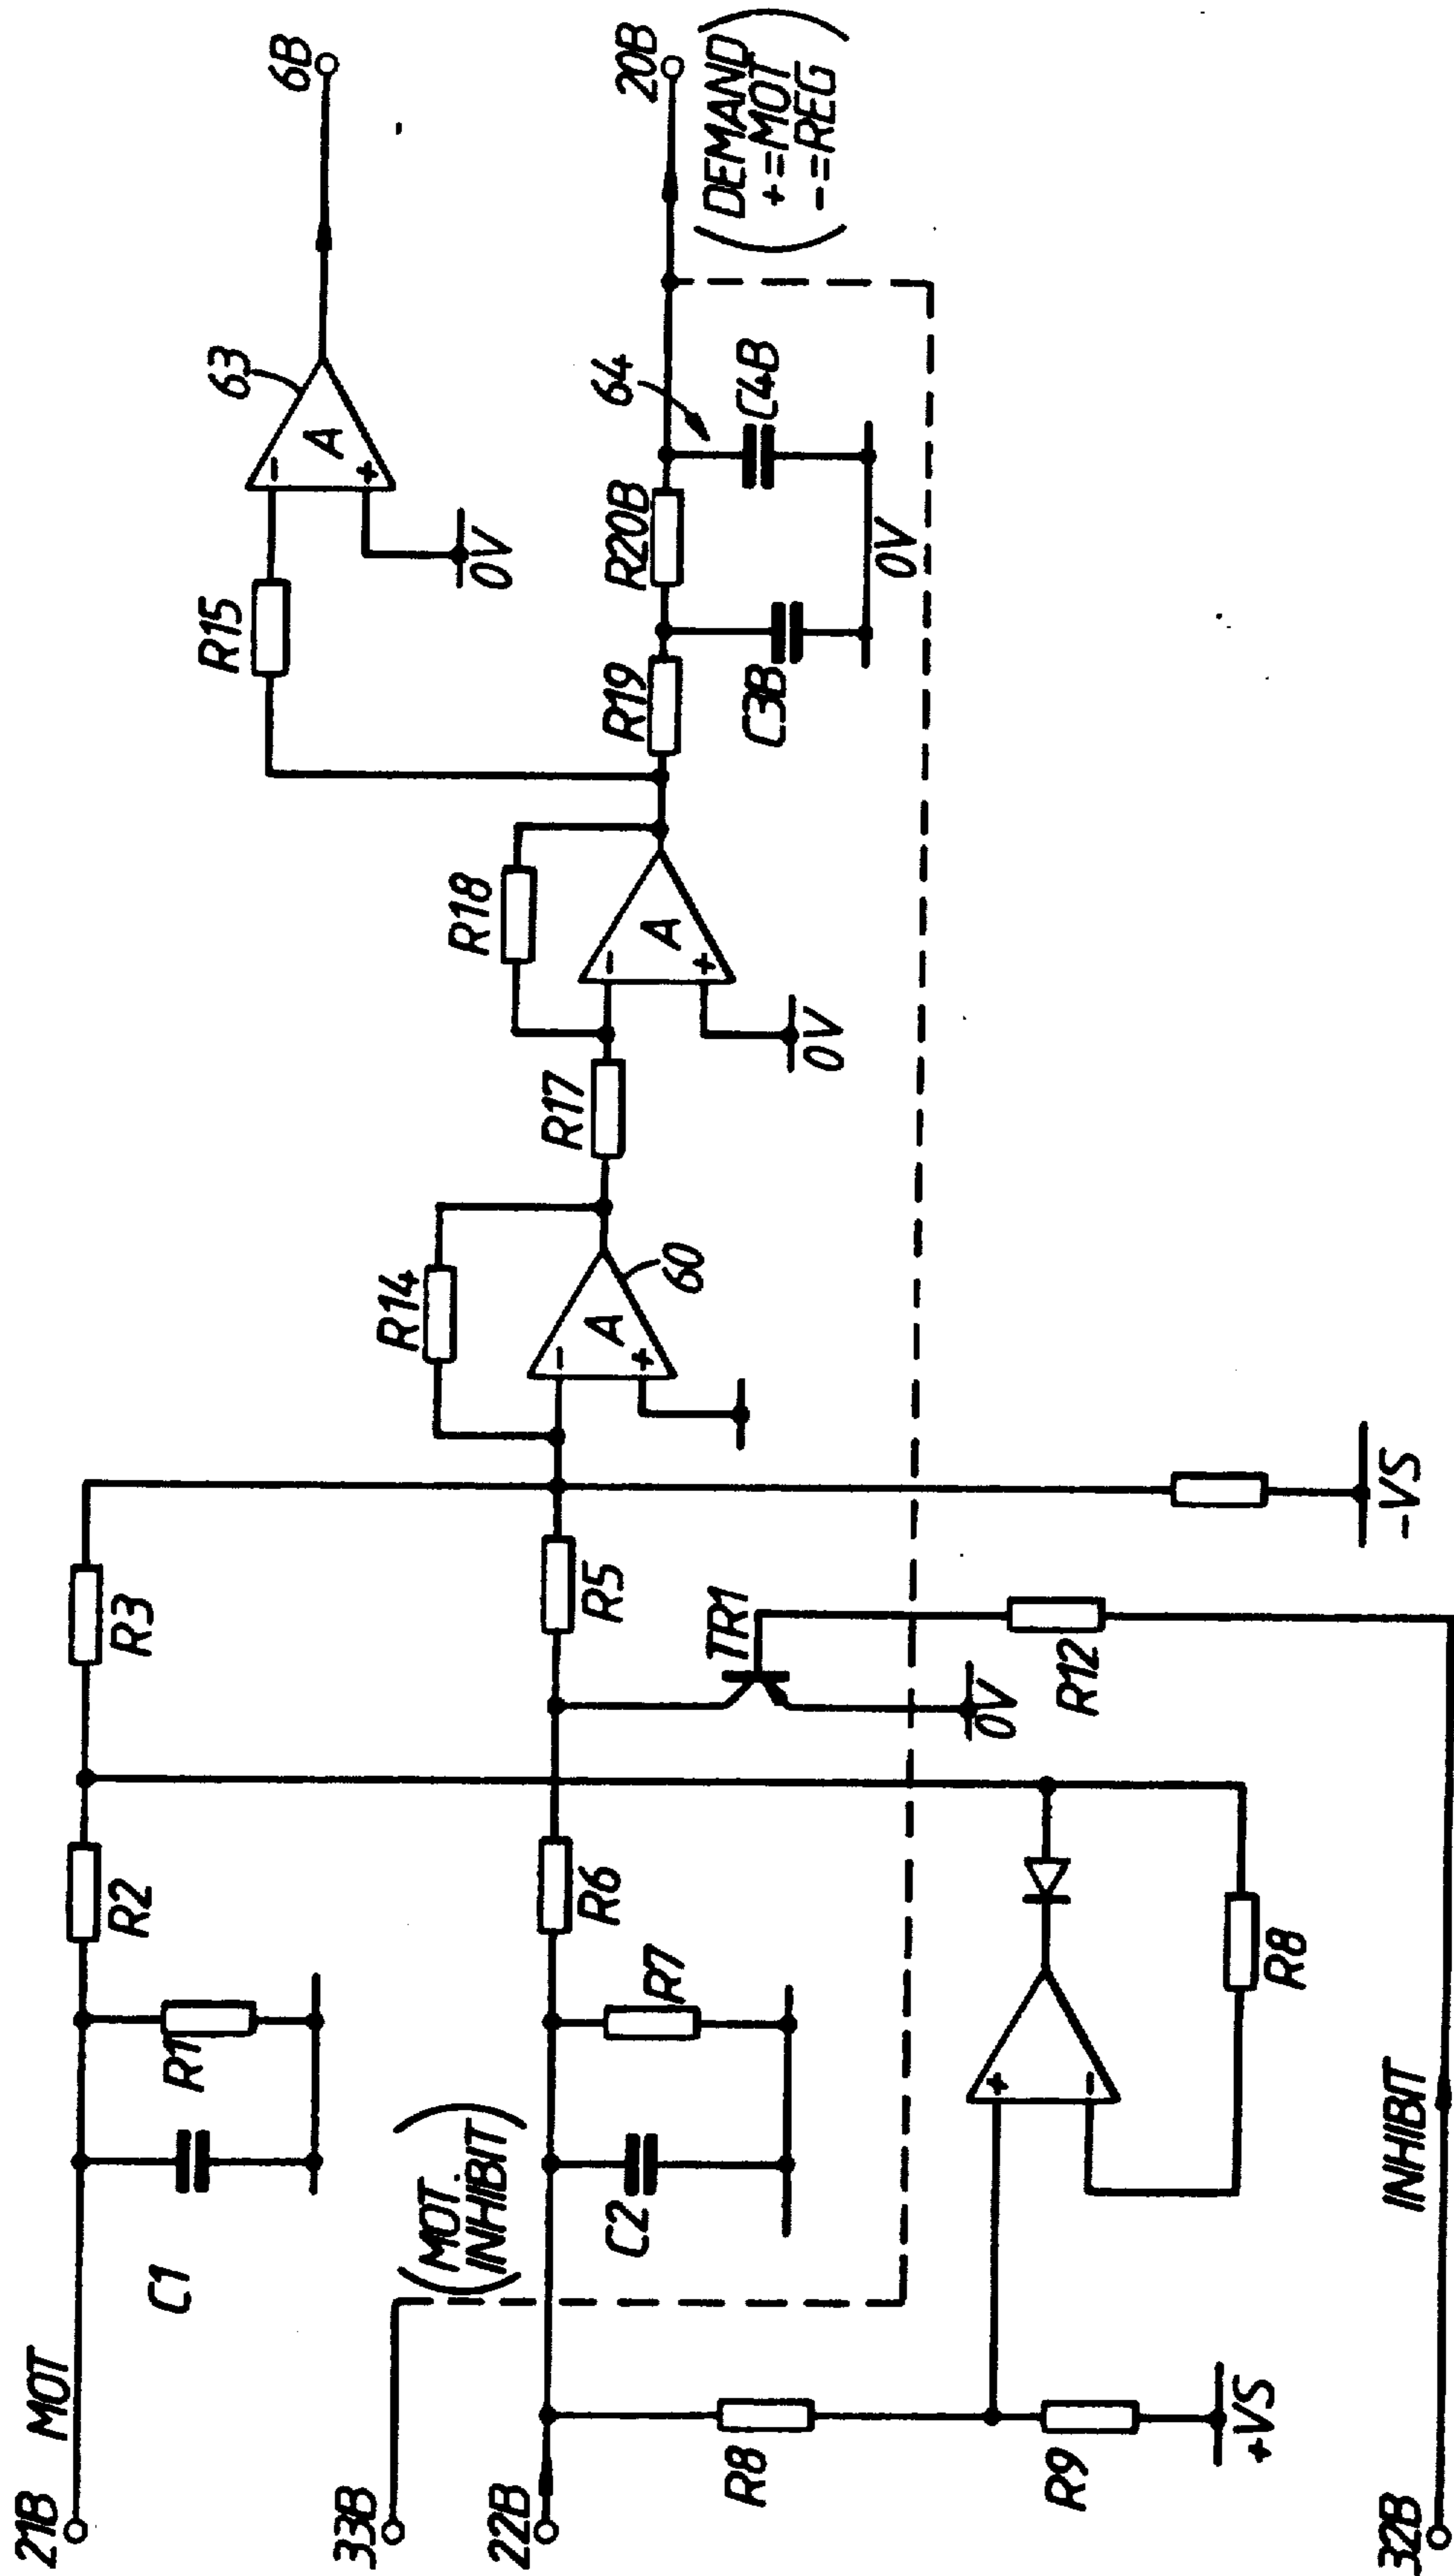 21B
MOT
C1
R1
R2
R3
33B
(MOT.
INHIBIT)
22B
C2
R7
R6
R5
TR1
0V
R8
R9
+VS
+
-
R8
R12
-VS
32B
INHIBIT
R14
-
A
+
60
R17
R18
-
A
+
0V
R15
-
A
+
63
0V
6B
R19
C3B
R20B
64
C4B
0V
20B
(DEMAND
+=MOT
-=REG)